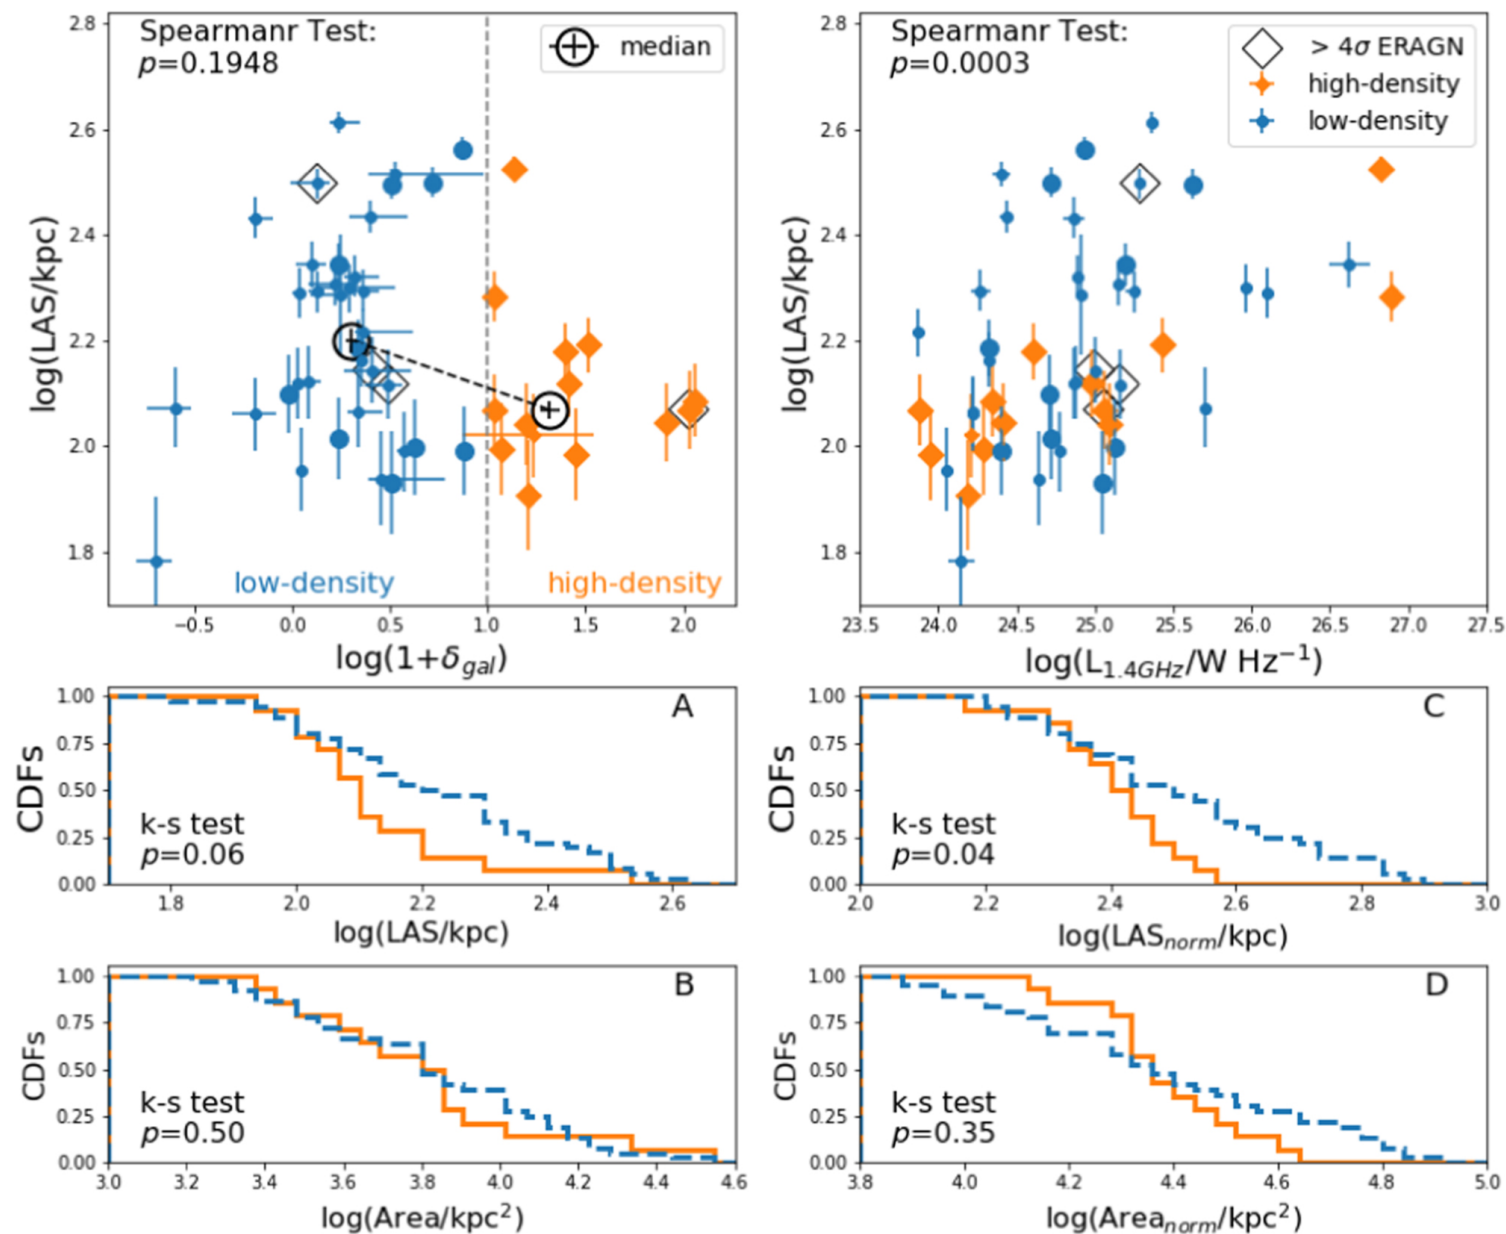 Spearmanr Test:
p=0.1948
median
2.8
2.6
2.4
2.2
2.0
1.8
log(LAS/kpc)
low-density
high-density
−0.5 0.0 0.5 1.0 1.5 2.0
log(1+δgal)
Spearmanr Test:
p=0.0003
> 4σ ERAGN
high-density
low-density
2.8
2.6
2.4
2.2
2.0
1.8
log(LAS/kpc)
23.5 24.0 24.5 25.0 25.5 26.0 26.5 27.0 27.5
log(L1.4GHz/W Hz−1)
A
1.00
0.75
0.50
0.25
0.00
CDFs
k-s test
p=0.06
1.8 2.0 2.2 2.4 2.6
log(LAS/kpc)
C
1.00
0.75
0.50
0.25
0.00
CDFs
k-s test
p=0.04
2.0 2.2 2.4 2.6 2.8 3.0
log(LASnorm/kpc)
B
1.00
0.75
0.50
0.25
0.00
CDFs
k-s test
p=0.50
3.0 3.2 3.4 3.6 3.8 4.0 4.2 4.4 4.6
log(Area/kpc2)
D
1.00
0.75
0.50
0.25
0.00
CDFs
k-s test
p=0.35
3.8 4.0 4.2 4.4 4.6 4.8 5.0
log(Areanorm/kpc2)